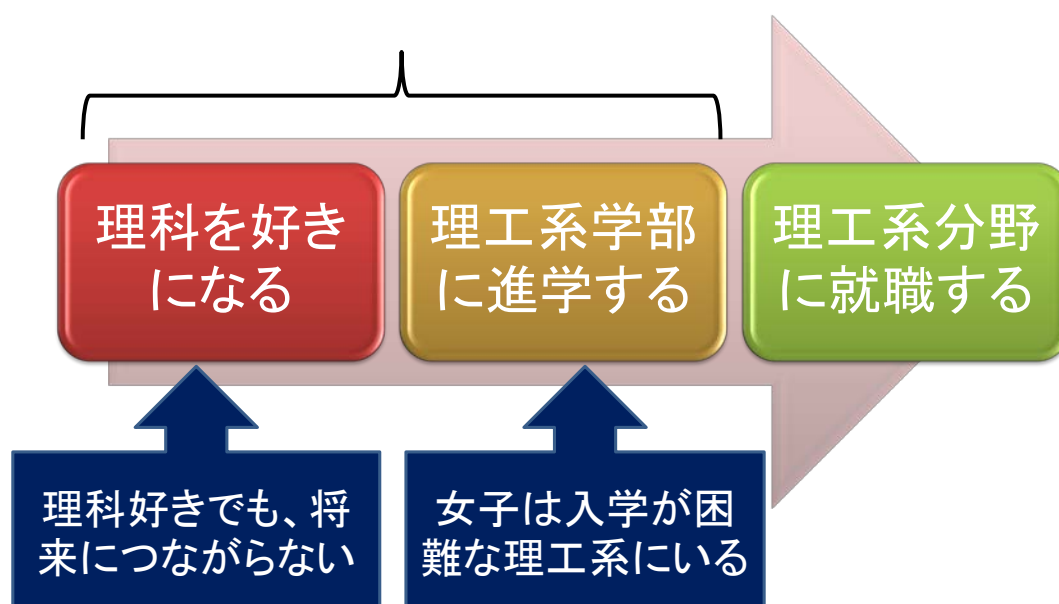 理科を好き
になる
理工系学部
に進学する
理工系分野
に就職する
理科好きでも、将
来につながらない
女子は入学が困
難な理工系にいる